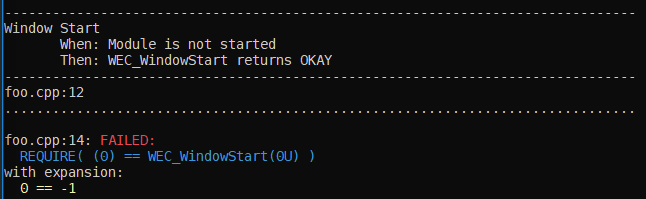 -------------------------------------------------------------------------------
Window Start
      When: Module is not started
      Then: WEC_WindowStart returns OKAY
-------------------------------------------------------------------------------
foo.cpp:12
...............................................................................
foo.cpp:14: FAILED:
  REQUIRE( (0) == WEC_WindowStart(0U) )
with expansion:
  0 == -1